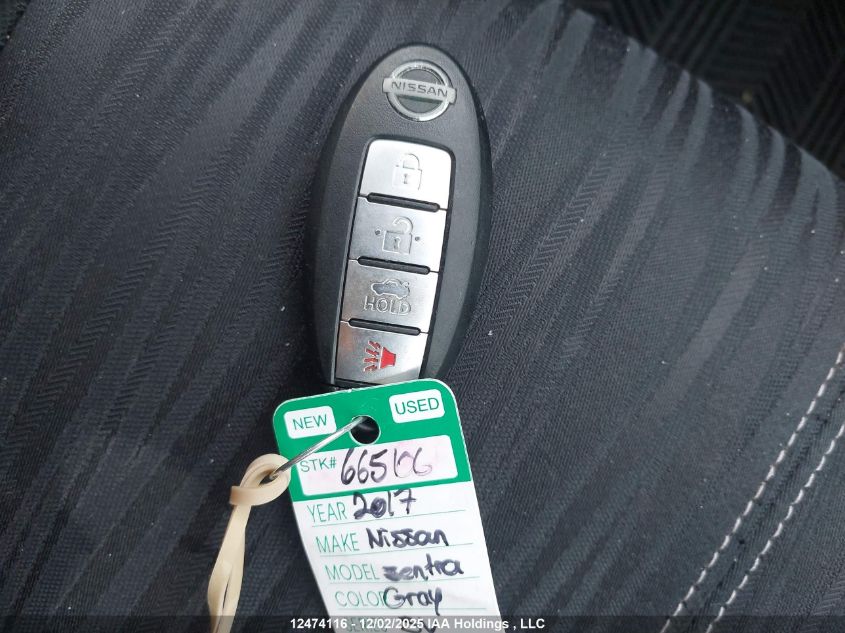 NISSAN
HOLD
NEW USED
STK# 665106
YEAR 2017
MAKE Nissan
MODEL Sentra
COLOR Gray
12474116 - 12/02/2025 IAA Holdings , LLC